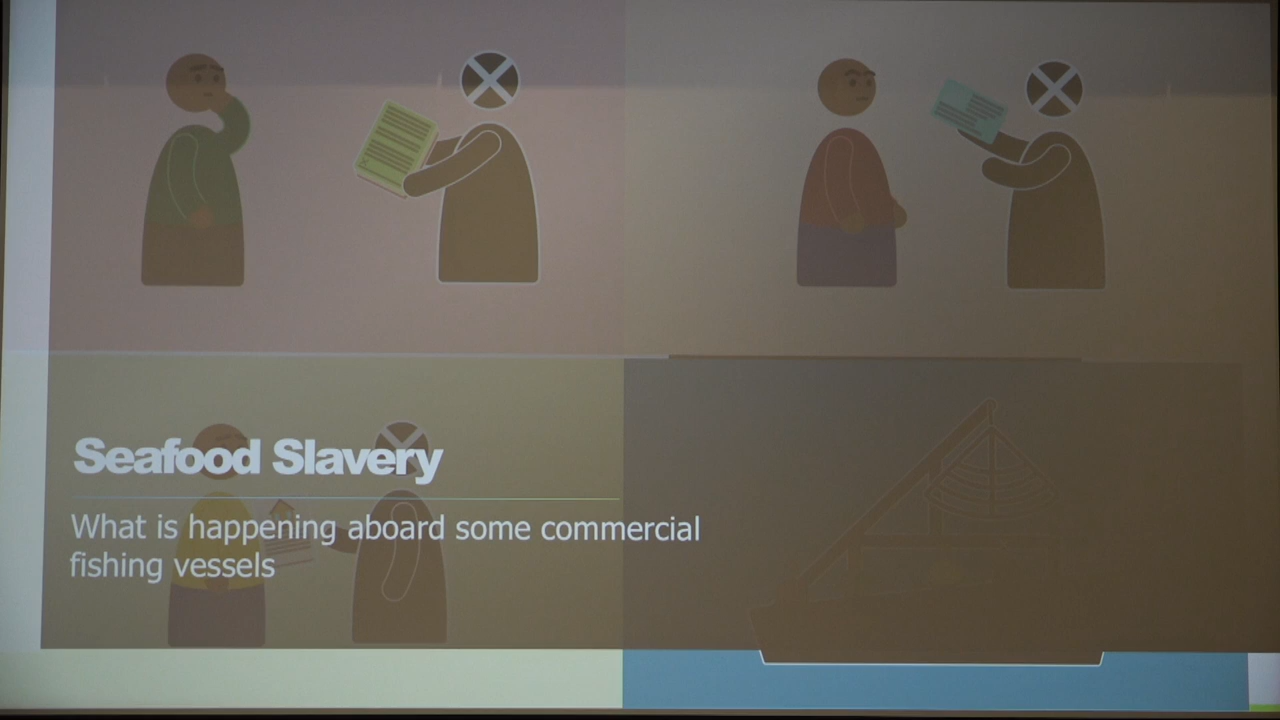 Seafood Slavery
What is happening aboard some commercial
fishing vessels